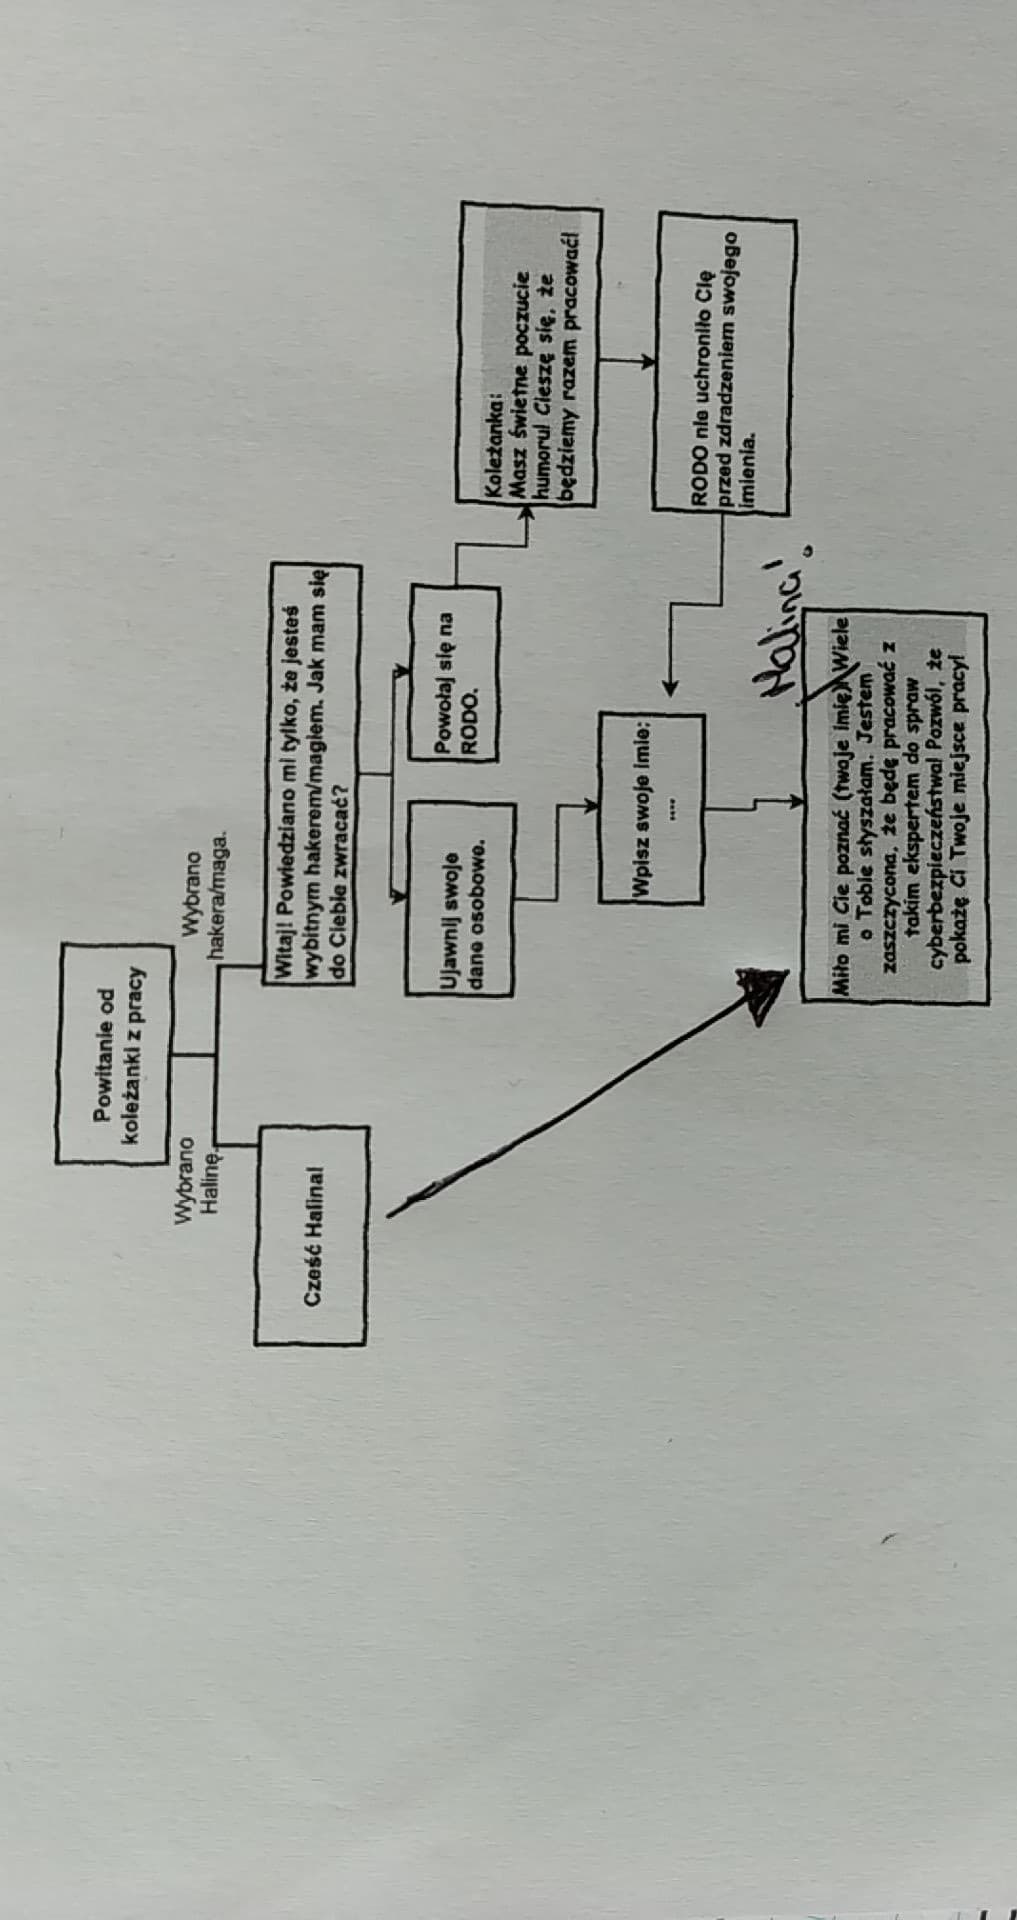 Powitanie od
koleżanki z pracy
Wybrano
Halinę.
Wybrano
hakera/maga.
Cześć Halina!
Witaj! Powiedziano mi tylko, że jesteś
wybitnym hakerem/magiem. Jak mam się
do Ciebie zwracać?
Ujawnij swoje
dane osobowe.
Powołaj się na
RODO.
Koleżanka:
Masz świetne poczucie
humoru! Cieszę się, że
będziemy razem pracować!
RODO nie uchroniło Cię
przed zdradzeniem swojego
imienia.
Wpisz swoje imie:
....
Halina!
Miło mi Cie poznać (twoje imię)! Wiele
o Tobie słyszałam. Jestem
zaszczycona, że będę pracować z
takim ekspertem do spraw
cyberbezpieczeństwa! Pozwól, że
pokażę Ci Twoje miejsce pracy!